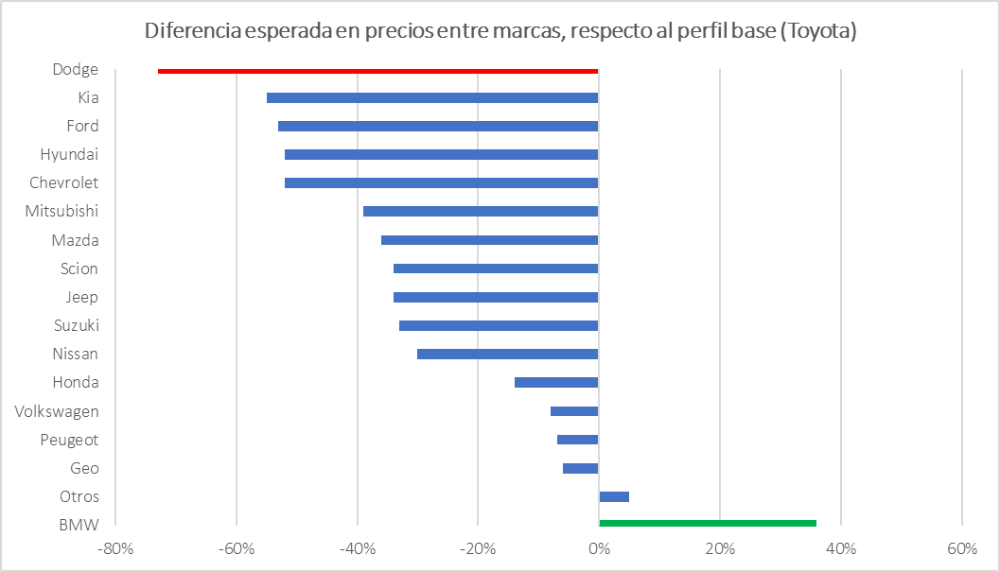 Diferencia esperada en precios entre marcas, respecto al perfil base (Toyota)
Dodge
Kia
Ford
Hyundai
Chevrolet
Mitsubishi
Mazda
Scion
Jeep
Suzuki
Nissan
Honda
Volkswagen
Peugeot
Geo
Otros
BMW
-80% -60% -40% -20% 0% 20% 40% 60%